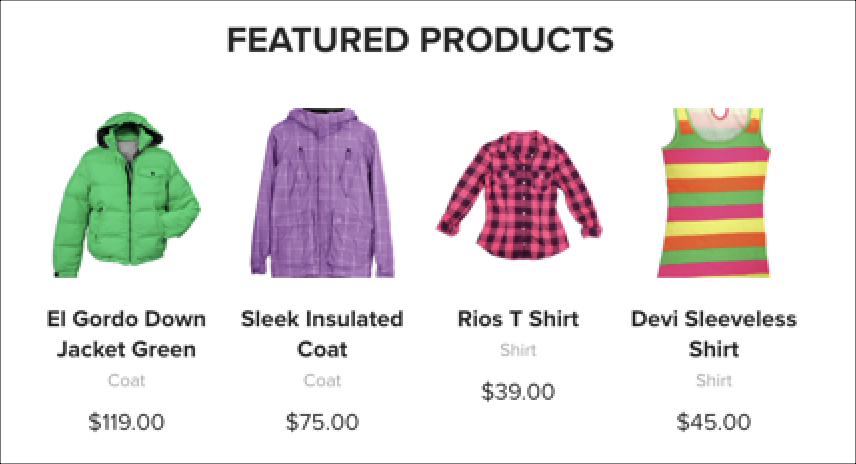 FEATURED PRODUCTS
El Gordo Down
Jacket Green
Coat
$119.00
Sleek Insulated
Coat
Coat
$75.00
Rios T Shirt
Shirt
$39.00
Devi Sleeveless
Shirt
Shirt
$45.00